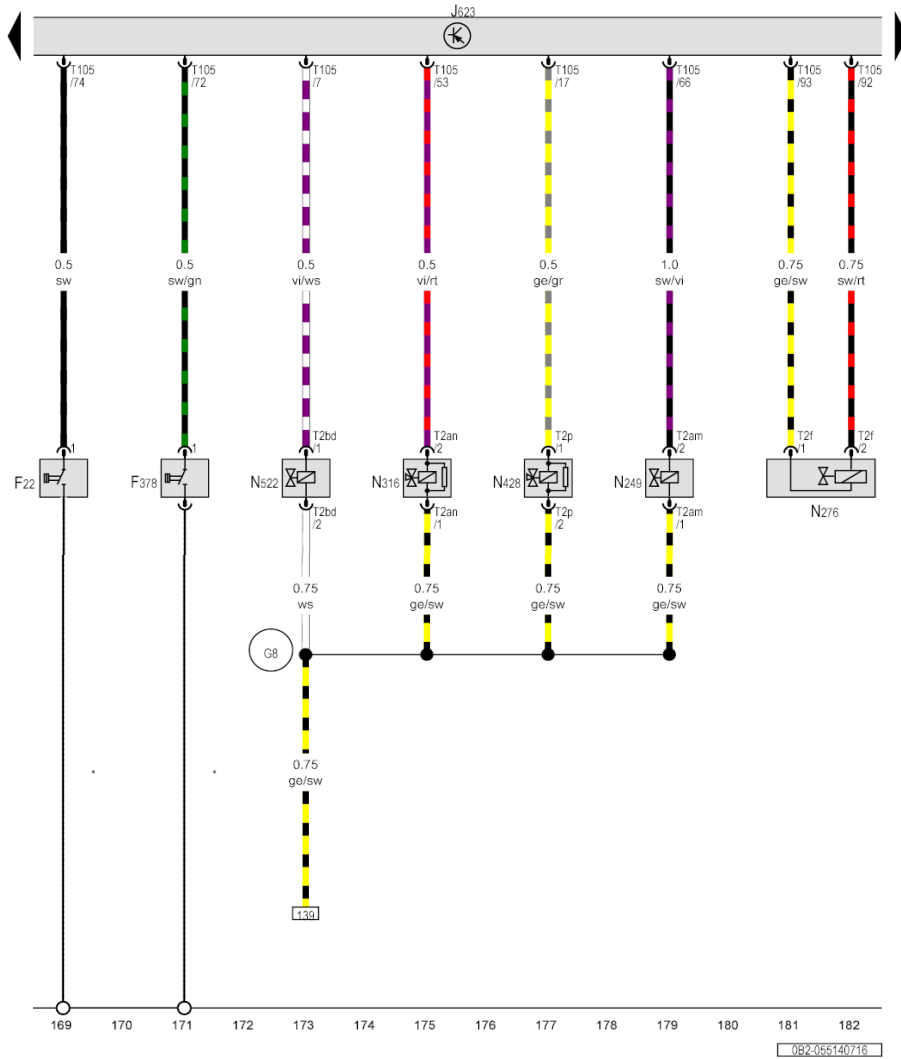 J623
T105 T105 T105 T105 T105 T105 T105 T105
/74 /72 /7 /53 /17 /66 /93 /92
0.5 0.5 0.5 0.5 0.5 1.0 0.75 0.75
sw sw/gn vi/ws vi/rt ge/gr sw/vi ge/sw sw/rt
1 1 T2bd T2an T2p T2am T2f T2f
/1 /2 /1 /2 /1 /2
F22 F378 N522 N316 N428 N249
N276
T2bd T2an T2p T2am
/2 /1 /2 /1
0.75 0.75 0.75 0.75
ws ge/sw ge/sw ge/sw
G8
0.75
ge/sw
* *
139
169 170 171 172 173 174 175 176 177 178 179 180 181 182
0B2-055140716